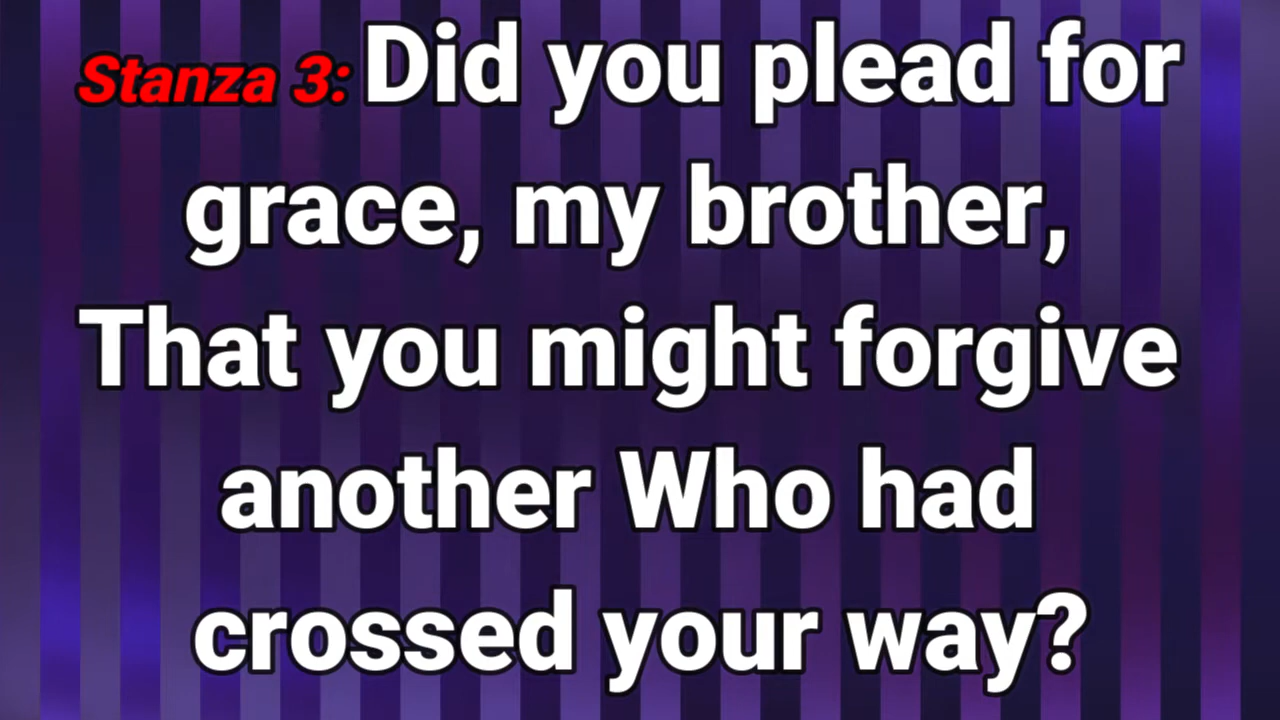 Stanza 3: Did you plead for
grace, my brother,
That you might forgive
another Who had
crossed your way?